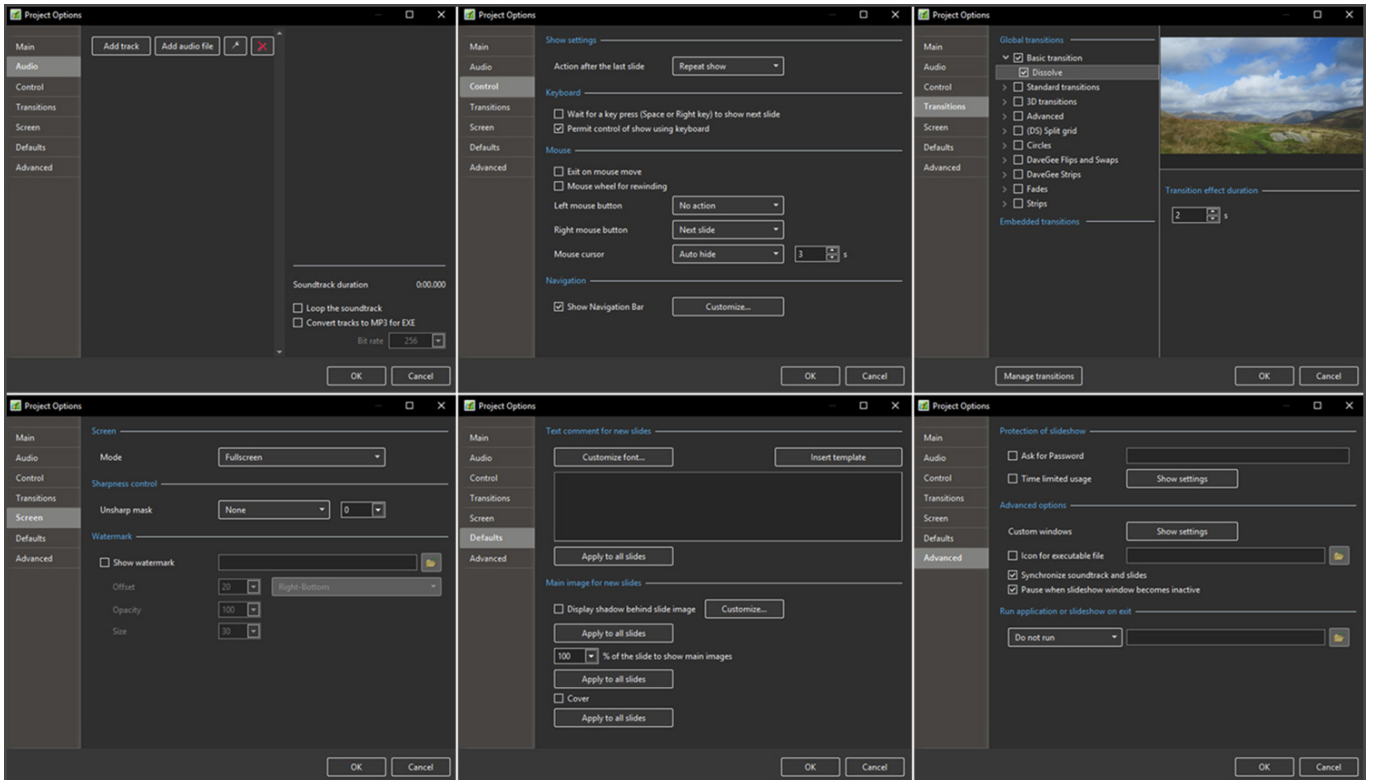 Project Options
Main
Audio
Control
Transitions
Screen
Defaults
Advanced
Add track Add audio file
Soundtrack duration 0:00.000
Loop the soundtrack
Convert tracks to MP3 for EXE
Bit rate 256
OK Cancel
Project Options
Main
Audio
Control
Transitions
Screen
Defaults
Advanced
Show settings
Action after the last slide Repeat show
Keyboard
Wait for a key press (Space or Right key) to show next slide
Permit control of show using keyboard
Mouse
Exit on mouse move
Mouse wheel for rewinding
Left mouse button No action
Right mouse button Next slide
Mouse cursor Auto hide 3 s
Navigation
Show Navigation Bar Customize...
OK Cancel
Project Options
Main
Audio
Control
Transitions
Screen
Defaults
Advanced
Global transitions
Basic transition
Dissolve
Standard transitions
3D transitions
Advanced
(DS) Split grid
Circles
DaveGee Flips and Swaps
DaveGee Strips
Fades
Strips
Embedded transitions
Transition effect duration
2 s
Manage transitions OK Cancel
Project Options
Main
Audio
Control
Transitions
Screen
Defaults
Advanced
Screen
Mode Fullscreen
Sharpness control
Unsharp mask None 0
Watermark
Show watermark
Offset 20 Right-Bottom
Opacity 100
Size 30
OK Cancel
Project Options
Main
Audio
Control
Transitions
Screen
Defaults
Advanced
Text comment for new slides
Customize font... Insert template
Apply to all slides
Main image for new slides
Display shadow behind slide image Customize...
Apply to all slides
100 % of the slide to show main images
Apply to all slides
Cover
Apply to all slides
OK Cancel
Project Options
Main
Audio
Control
Transitions
Screen
Defaults
Advanced
Protection of slideshow
Ask for Password
Time limited usage Show settings
Advanced options
Custom windows Show settings
Icon for executable file
Synchronize soundtrack and slides
Pause when slideshow window becomes inactive
Run application or slideshow on exit
Do not run
OK Cancel